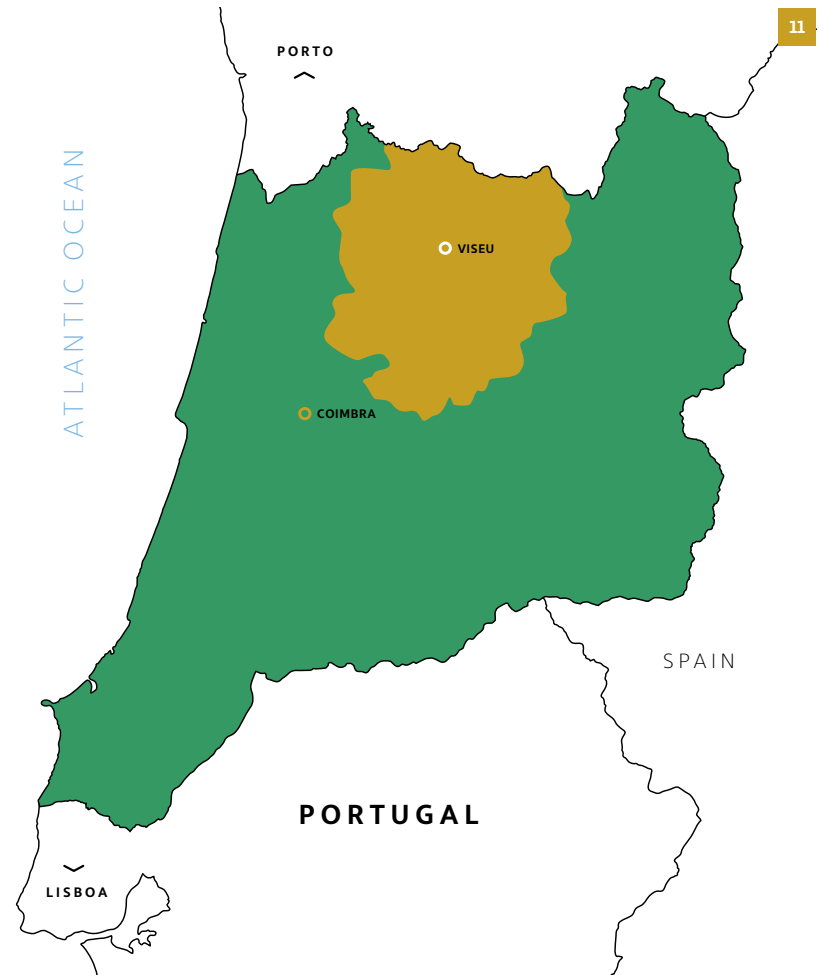 11
PORTO
ATLANTIC OCEAN
VISEU
COIMBRA
SPAIN
PORTUGAL
LISBOA